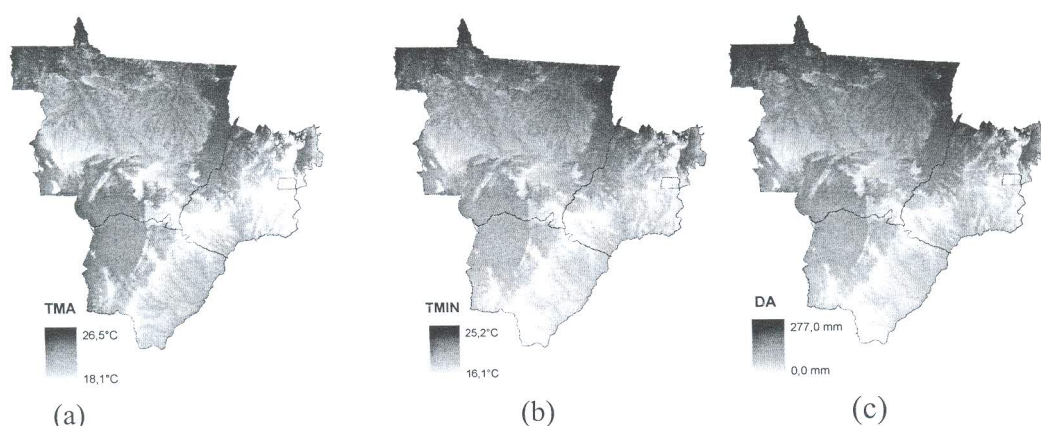 TMA
26,5°C
18,1°C
(a)
TMIN
25,2°C
16,1°C
(b)
DA
277,0 mm
0,0 mm
(c)